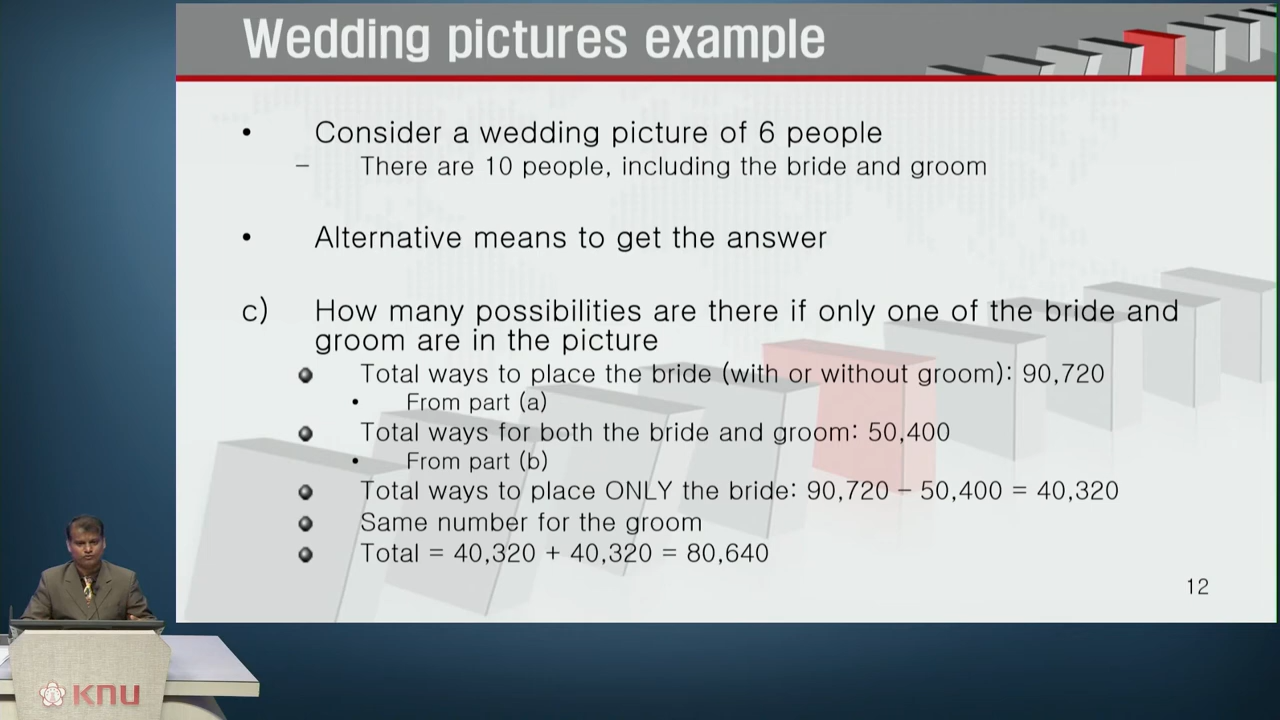 Wedding pictures example
• Consider a wedding picture of 6 people
– There are 10 people, including the bride and groom
• Alternative means to get the answer
c) How many possibilities are there if only one of the bride and
groom are in the picture
Total ways to place the bride (with or without groom): 90,720
• From part (a)
Total ways for both the bride and groom: 50,400
• From part (b)
Total ways to place ONLY the bride: 90,720 – 50,400 = 40,320
Same number for the groom
Total = 40,320 + 40,320 = 80,640
12
KNU